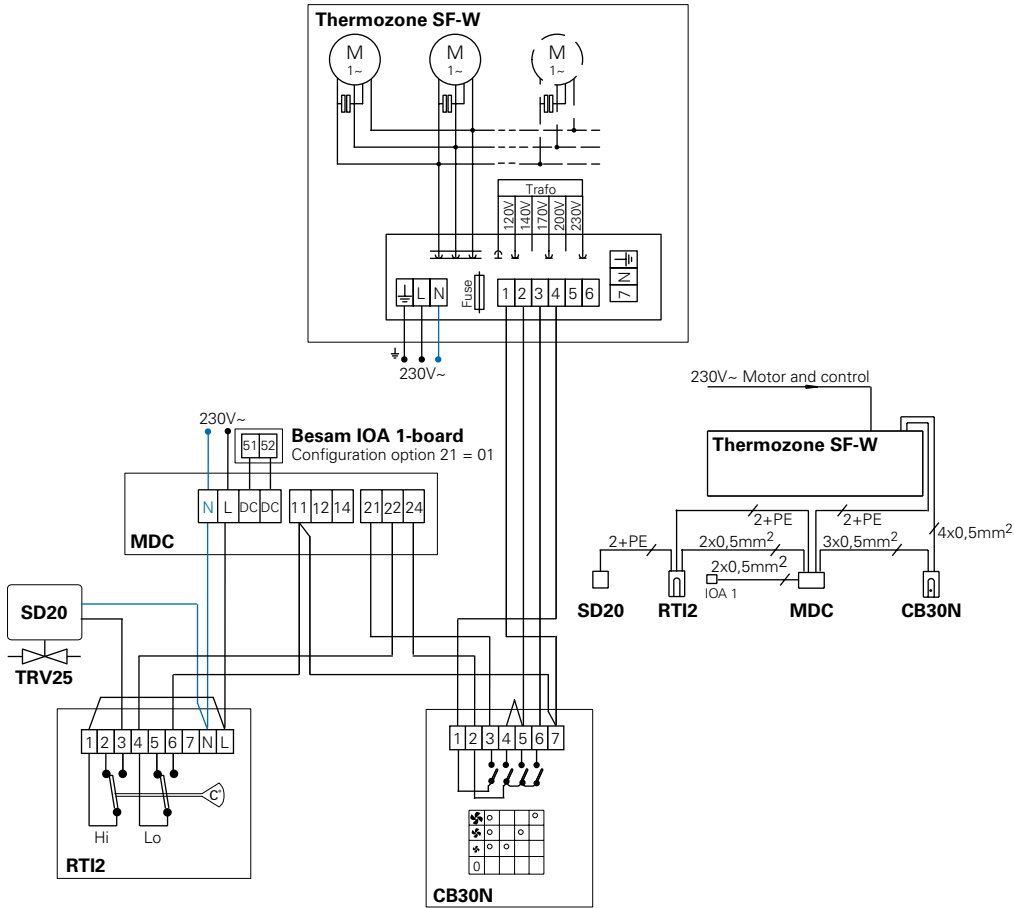 Thermozone SF-W
M M M
1~ 1~ 1~
Trafo
120V 140V 170V 200V 230V
L N
Fuse
1 2 3 4 5 6
7 N
230V~
230V~ Motor and control
Thermozone SF-W
2+PE 2+PE
4x0,5mm²
2+PE 2x0,5mm² 3x0,5mm²
2x0,5mm²
IOA 1
SD20 RTI2 MDC CB30N
230V~
51 52
Besam IOA 1-board
Configuration option 21 = 01
N L DC DC 11 12 14 21 22 24
MDC
SD20
TRV25
1 2 3 4 5 6 7 N L
C°
Hi Lo
RTI2
1 2 3 4 5 6 7
0
CB30N